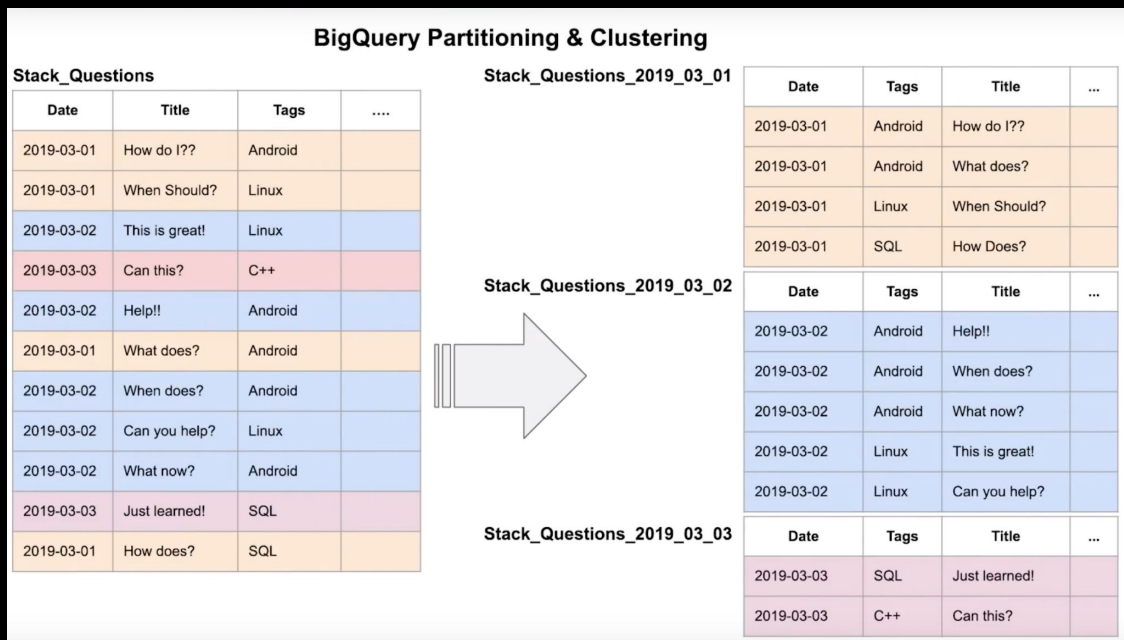 BigQuery Partitioning & Clustering
Stack_Questions
Date Title Tags ....
2019-03-01 How do I?? Android
2019-03-01 When Should? Linux
2019-03-02 This is great! Linux
2019-03-03 Can this? C++
2019-03-02 Help!! Android
2019-03-01 What does? Android
2019-03-02 When does? Android
2019-03-02 Can you help? Linux
2019-03-02 What now? Android
2019-03-03 Just learned! SQL
2019-03-01 How does? SQL
Stack_Questions_2019_03_01
Date Tags Title ...
2019-03-01 Android How do I??
2019-03-01 Android What does?
2019-03-01 Linux When Should?
2019-03-01 SQL How Does?
Stack_Questions_2019_03_02
Date Tags Title ...
2019-03-02 Android Help!!
2019-03-02 Android When does?
2019-03-02 Android What now?
2019-03-02 Linux This is great!
2019-03-02 Linux Can you help?
Stack_Questions_2019_03_03
Date Tags Title ...
2019-03-03 SQL Just learned!
2019-03-03 C++ Can this?